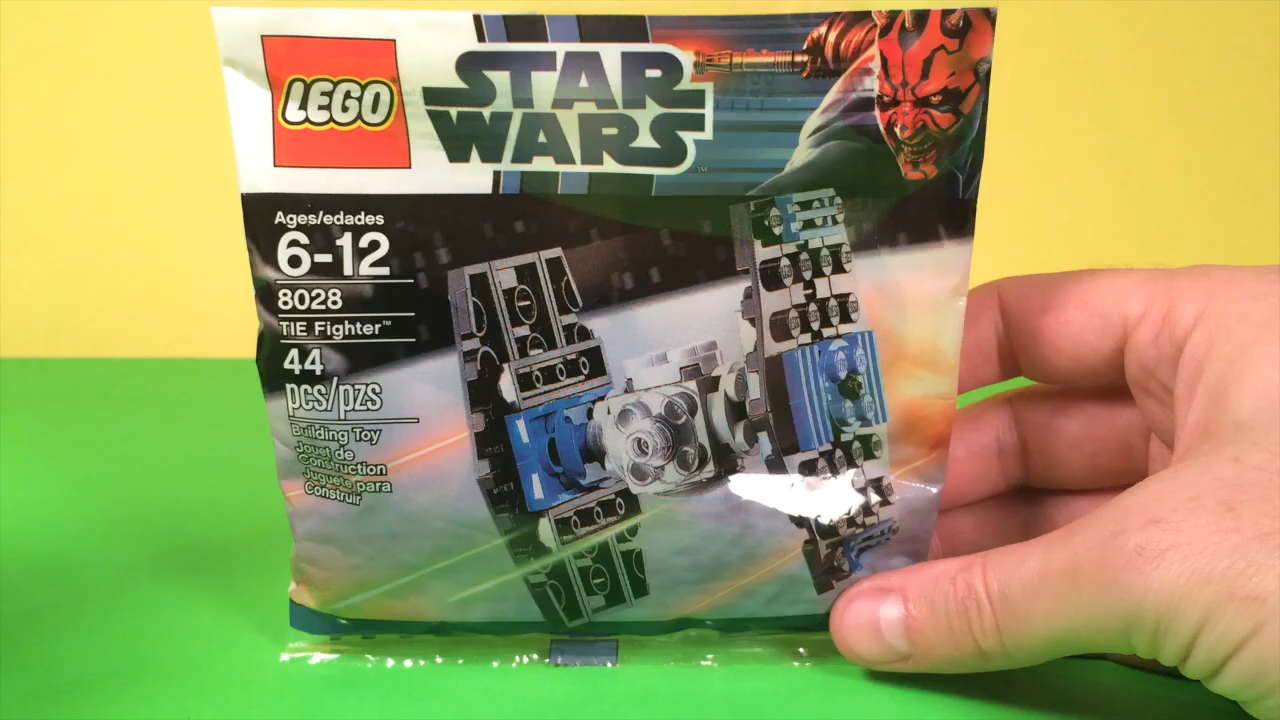 LEGO
STAR
WARS
Ages/edades
6-12
8028
TIE Fighter™
44
pcs/pzs
Building Toy
Jouet de
Construction
Juguete para
Construir